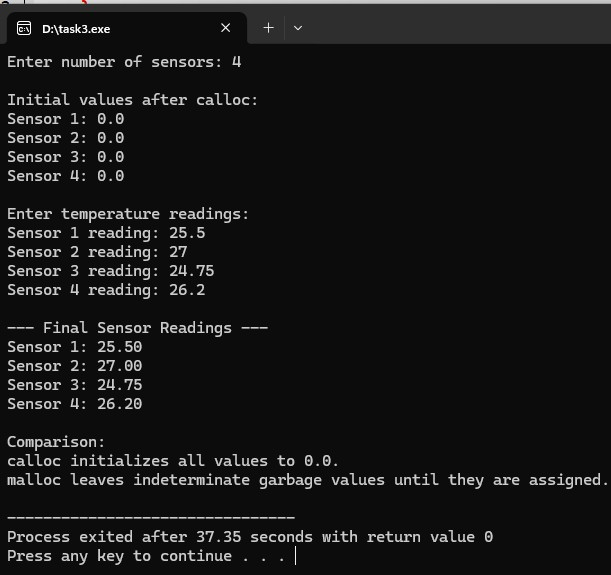 D:\task3.exe
Enter number of sensors: 4
Initial values after calloc:
Sensor 1: 0.0
Sensor 2: 0.0
Sensor 3: 0.0
Sensor 4: 0.0
Enter temperature readings:
Sensor 1 reading: 25.5
Sensor 2 reading: 27
Sensor 3 reading: 24.75
Sensor 4 reading: 26.2
--- Final Sensor Readings ---
Sensor 1: 25.50
Sensor 2: 27.00
Sensor 3: 24.75
Sensor 4: 26.20
Comparison:
calloc initializes all values to 0.0.
malloc leaves indeterminate garbage values until they are assigned.
--------------------------------
Process exited after 37.35 seconds with return value 0
Press any key to continue . . .